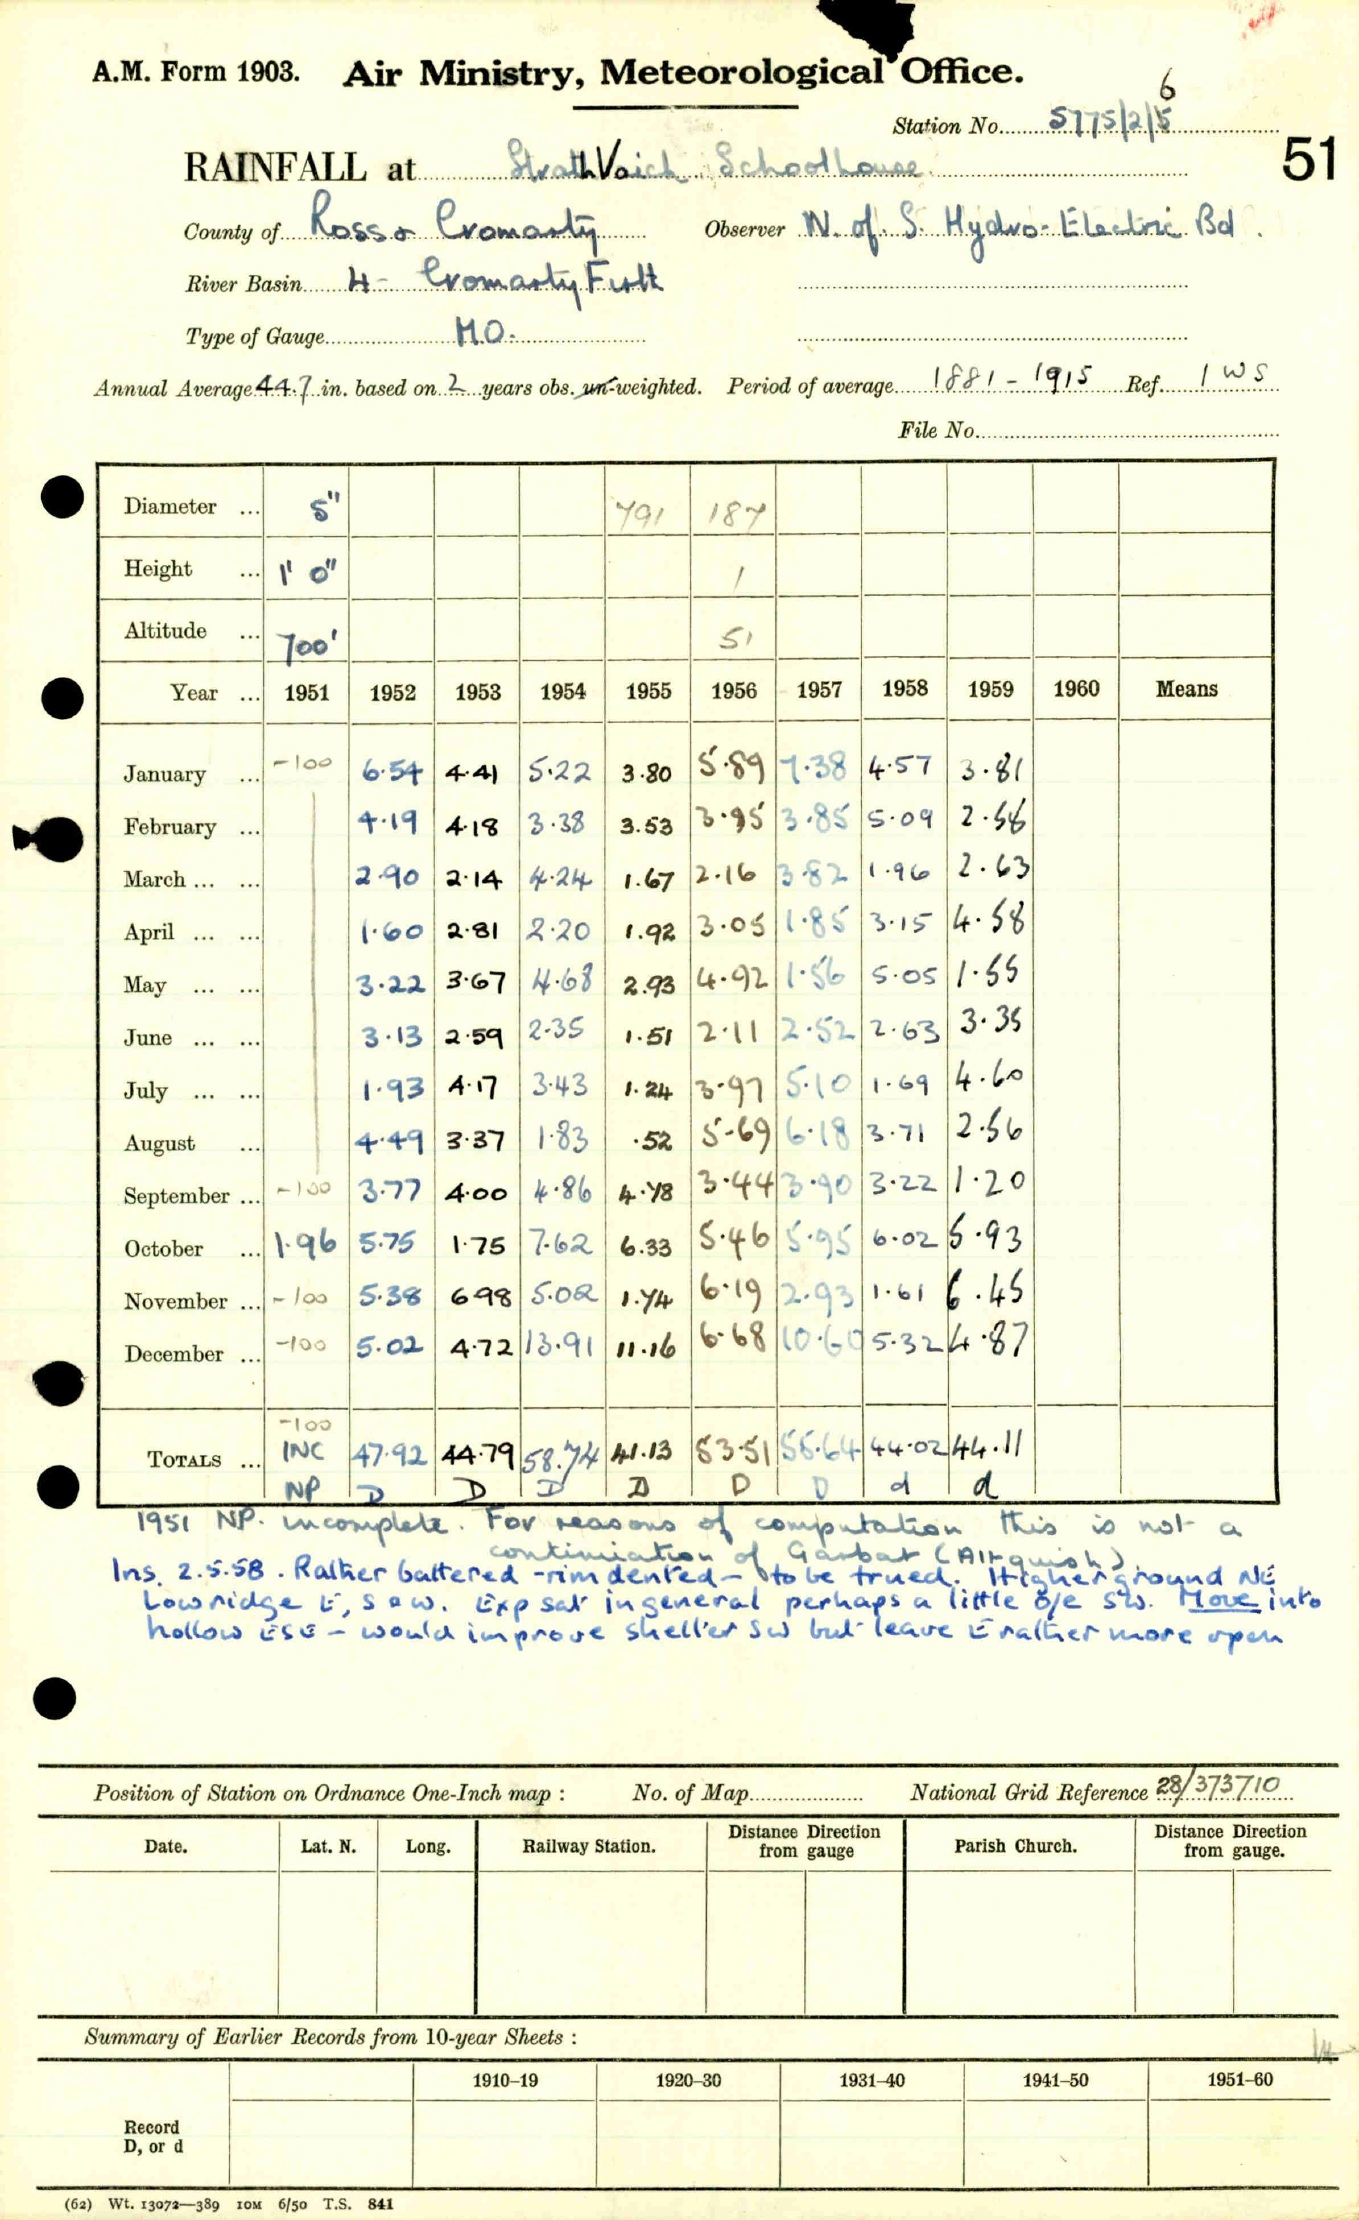 A.M. Form 1903. Air Ministry, Meteorological Office.
Station No. 5775/2/5 6
51
RAINFALL at StrathVaich Schoolhouse
County of Ross & Cromarty Observer N. of S. Hydro-Electric Bd.
River Basin 4- Cromarty Firth
Type of Gauge M.O.
Annual Average 44.7 in. based on 2 years obs. un-weighted. Period of average 1881 - 1915 Ref. 1 WS
File No.
Diameter ... 5" 791 187
Height ... 1' 0" 1
Altitude ... 700' 51
Year ... 1951 1952 1953 1954 1955 1956 1957 1958 1959 1960 Means
January ... -100 6.54 4.41 5.22 3.80 5.89 7.38 4.57 3.81
February ... 4.19 4.18 3.38 3.53 3.95 3.85 5.09 2.58
March ... ... 2.90 2.14 4.24 1.67 2.16 3.82 1.96 2.63
April ... ... 1.60 2.81 2.20 1.92 3.05 1.85 3.15 4.58
May ... ... 3.22 3.67 4.68 2.93 4.92 1.56 5.05 1.55
June ... ... 3.13 2.59 2.35 1.51 2.11 2.52 2.63 3.35
July ... ... 1.93 4.17 3.43 1.24 3.97 5.10 1.69 4.60
August ... 4.49 3.37 1.83 .52 5.69 6.18 3.71 2.56
September ... -100 3.77 4.00 4.86 4.78 3.44 3.90 3.22 1.20
October ... 1.96 5.75 1.75 7.62 6.33 5.46 5.95 6.02 5.93
November ... -100 5.38 6.98 5.02 1.74 6.19 2.93 1.61 6.45
December ... -100 5.02 4.72 13.91 11.16 6.68 10.60 5.32 4.87
-100
TOTALS ... INC 47.92 44.79 58.74 41.13 53.51 55.64 44.02 44.11
NP D D D D D D d d
1951 NP. incomplete. For reasons of computation this is not a
continuation of Garbat (Altguish)
Ins. 2.5.58. Rather battered - rim dented - to be trued. Higher ground NE
Low ridge E, S & W. Exp sat in general perhaps a little o/e SW. Move into
hollow ESE - would improve shelter SW but leave E rather more open
Position of Station on Ordnance One-Inch map : No. of Map National Grid Reference 28/373710
Date. Lat. N. Long. Railway Station. Distance Direction from gauge Parish Church. Distance Direction from gauge.
Summary of Earlier Records from 10-year Sheets :
1910–19 1920–30 1931–40 1941–50 1951–60
Record
D, or d
(62) Wt. 13072—389 10M 6/50 T.S. 841